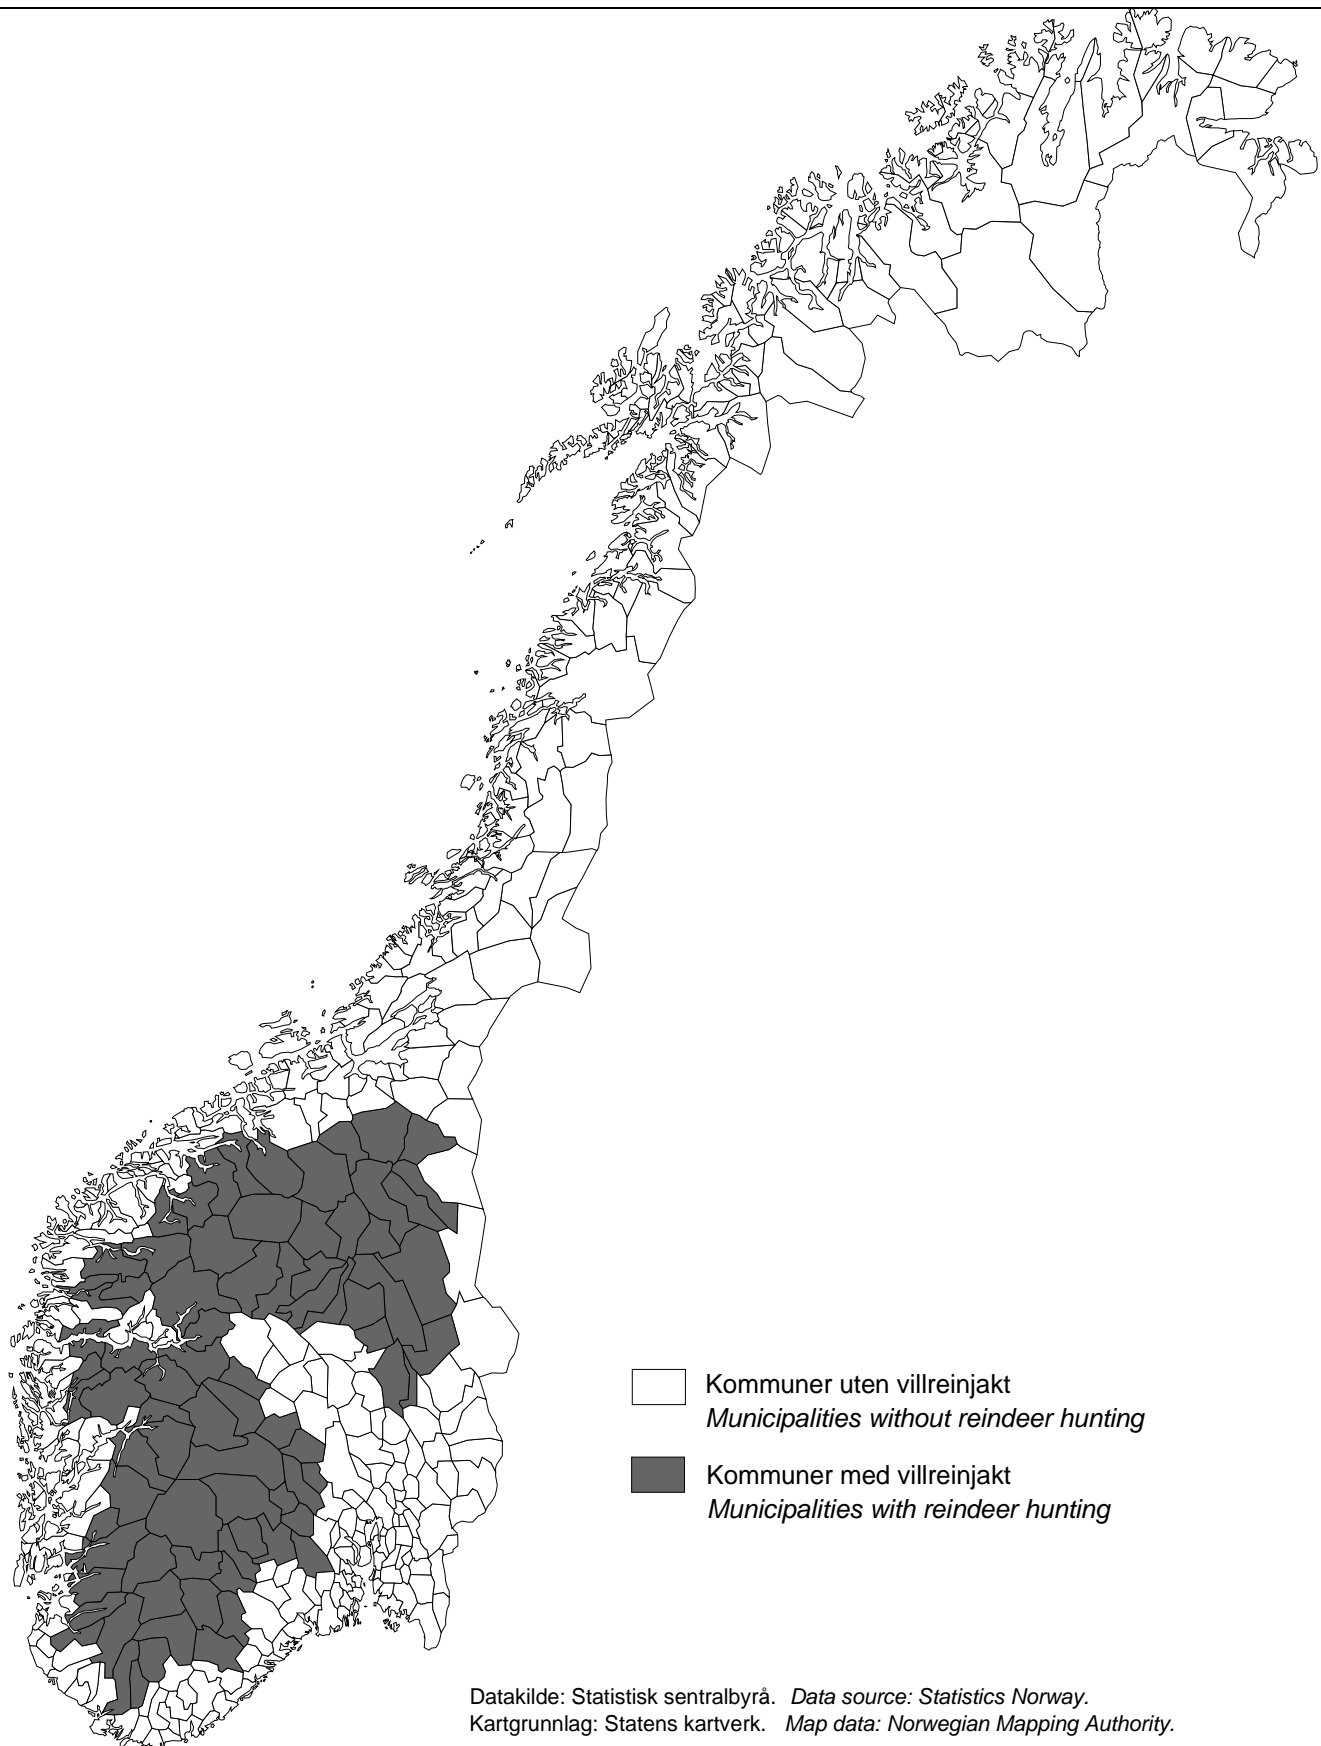 Kommuner uten villreinjakt
Municipalities without reindeer hunting
Kommuner med villreinjakt
Municipalities with reindeer hunting
Datakilde: Statistisk sentralbyrå. Data source: Statistics Norway.
Kartgrunnlag: Statens kartverk. Map data: Norwegian Mapping Authority.